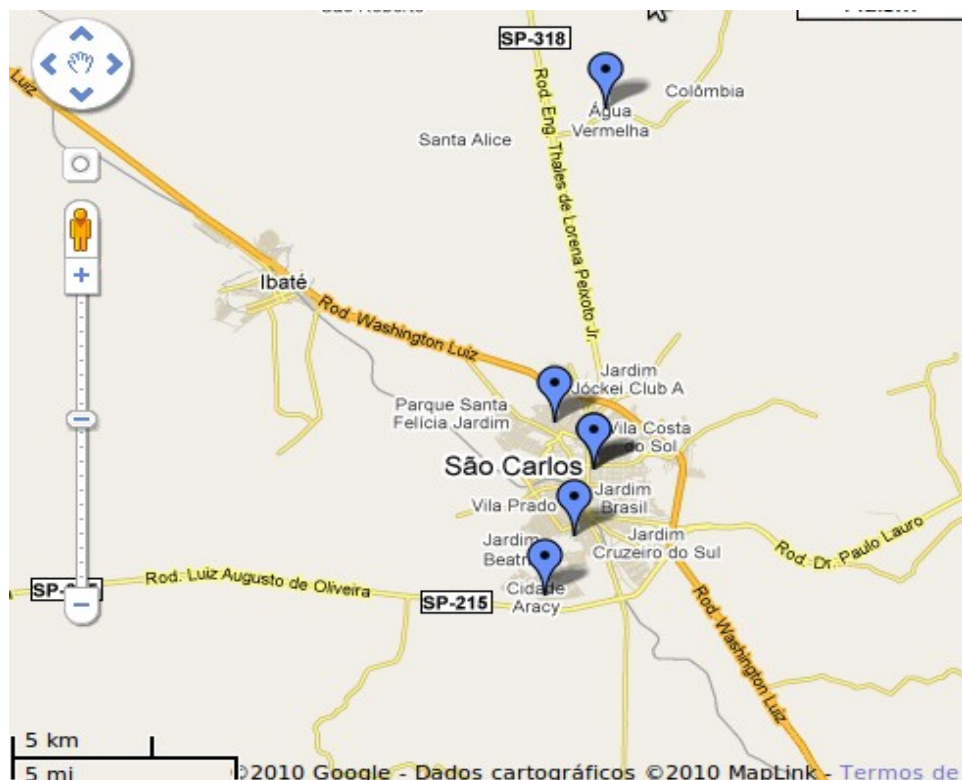 SP-318
Colômbia
Água
Vermelha
Santa Alice
Rod. Eng. Thales de Lorena Peixoto Jr.
Luiz
Ibaté
Rod. Washington Luiz
Jardim
Jóckei Club A
Parque Santa
Felícia Jardim
Vila Costa
do Sol
São Carlos
Vila Prado
Jardim
Brasil
Jardim
Cruzeiro do Sul
Jardim
Rod. Dr. Paulo Lauro
Cidade
Aracy
Rod. Luiz Augusto de Oliveira
SP-215
Rod. Washington Luiz
5 km
5 mi
©2010 Google - Dados cartográficos ©2010 MapLink - Termos de